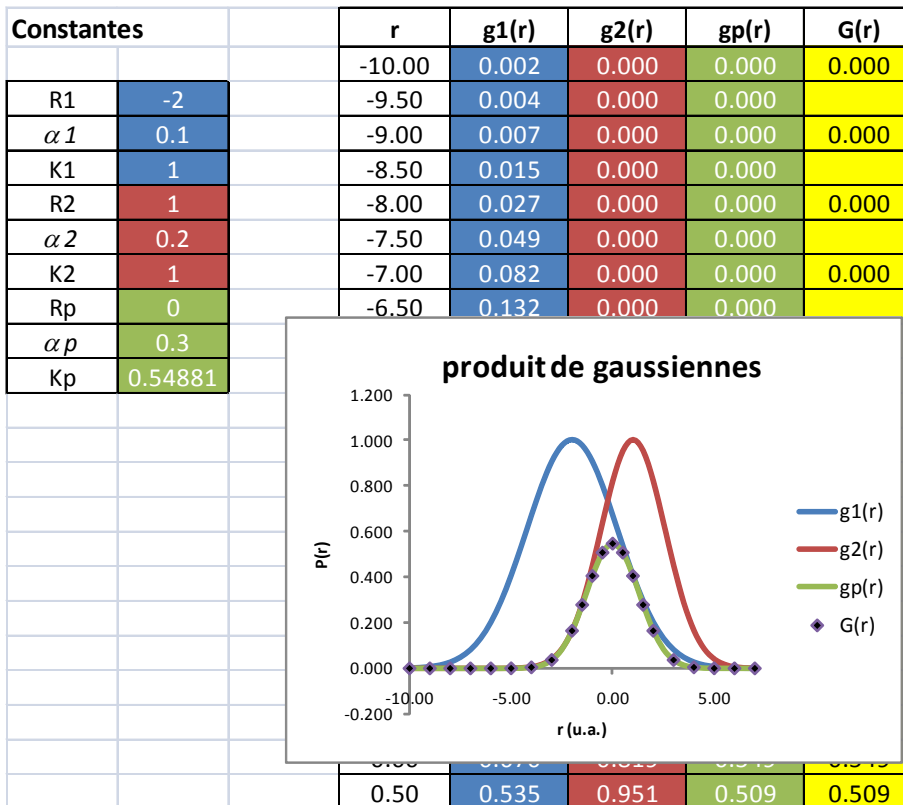 Constantes r g1(r) g2(r) gp(r) G(r)
-10.00 0.002 0.000 0.000 0.000
R1 -2 -9.50 0.004 0.000 0.000
α1 0.1 -9.00 0.007 0.000 0.000 0.000
K1 1 -8.50 0.015 0.000 0.000
R2 1 -8.00 0.027 0.000 0.000 0.000
α2 0.2 -7.50 0.049 0.000 0.000
K2 1 -7.00 0.082 0.000 0.000 0.000
Rp 0 -6.50 0.132 0.000 0.000
αp 0.3
Kp 0.54881
produit de gaussiennes
1.200
1.000
0.800
0.600
0.400
0.200
0.000
-0.200
P(r)
-10.00 -5.00 0.00 5.00
r (u.a.)
g1(r)
g2(r)
gp(r)
G(r)
0.50 0.535 0.951 0.509 0.509